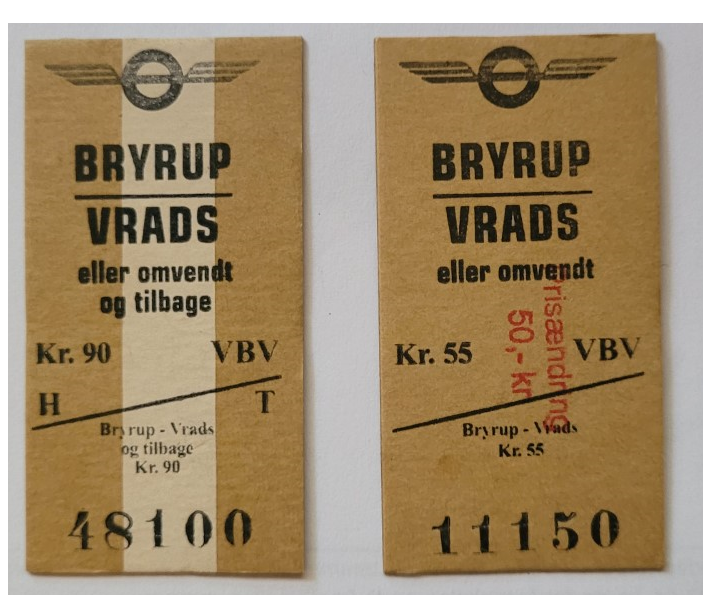 BRYRUP
VRADS
eller omvendt
og tilbage
Kr. 90 VBV
H T
Bryrup - Vrads
og tilbage
Kr. 90
48100
BRYRUP
VRADS
eller omvendt
Prisændring
50,- kr
Kr. 55 VBV
Bryrup - Vrads
Kr. 55
11150